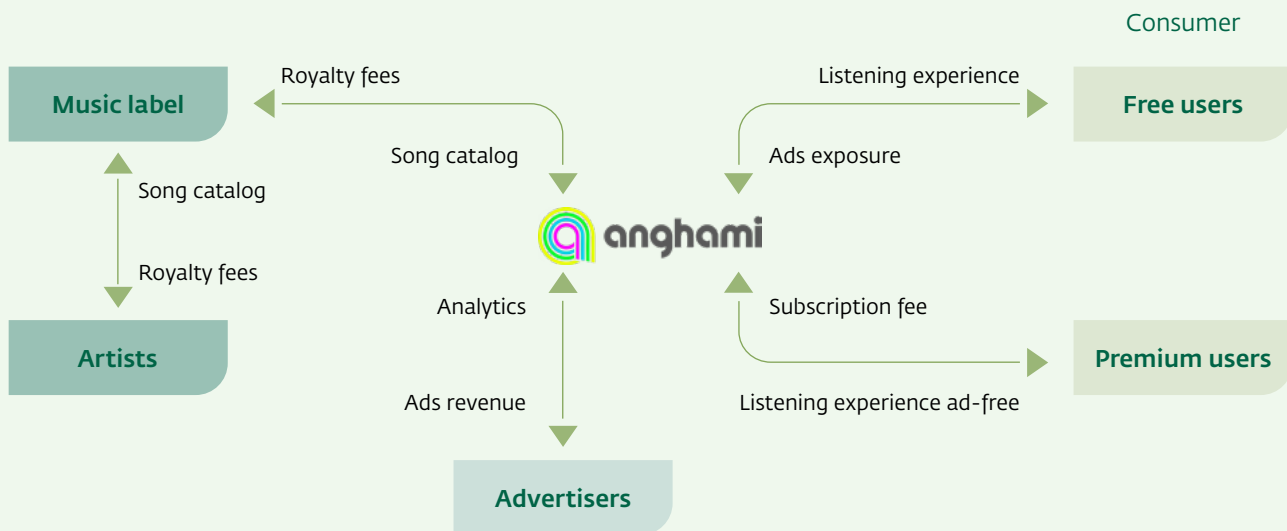 Consumer
Music label
Royalty fees
Listening experience
Free users
Song catalog
Ads exposure
Song catalog
anghami
Royalty fees
Analytics
Subscription fee
Artists
Premium users
Ads revenue
Listening experience ad-free
Advertisers